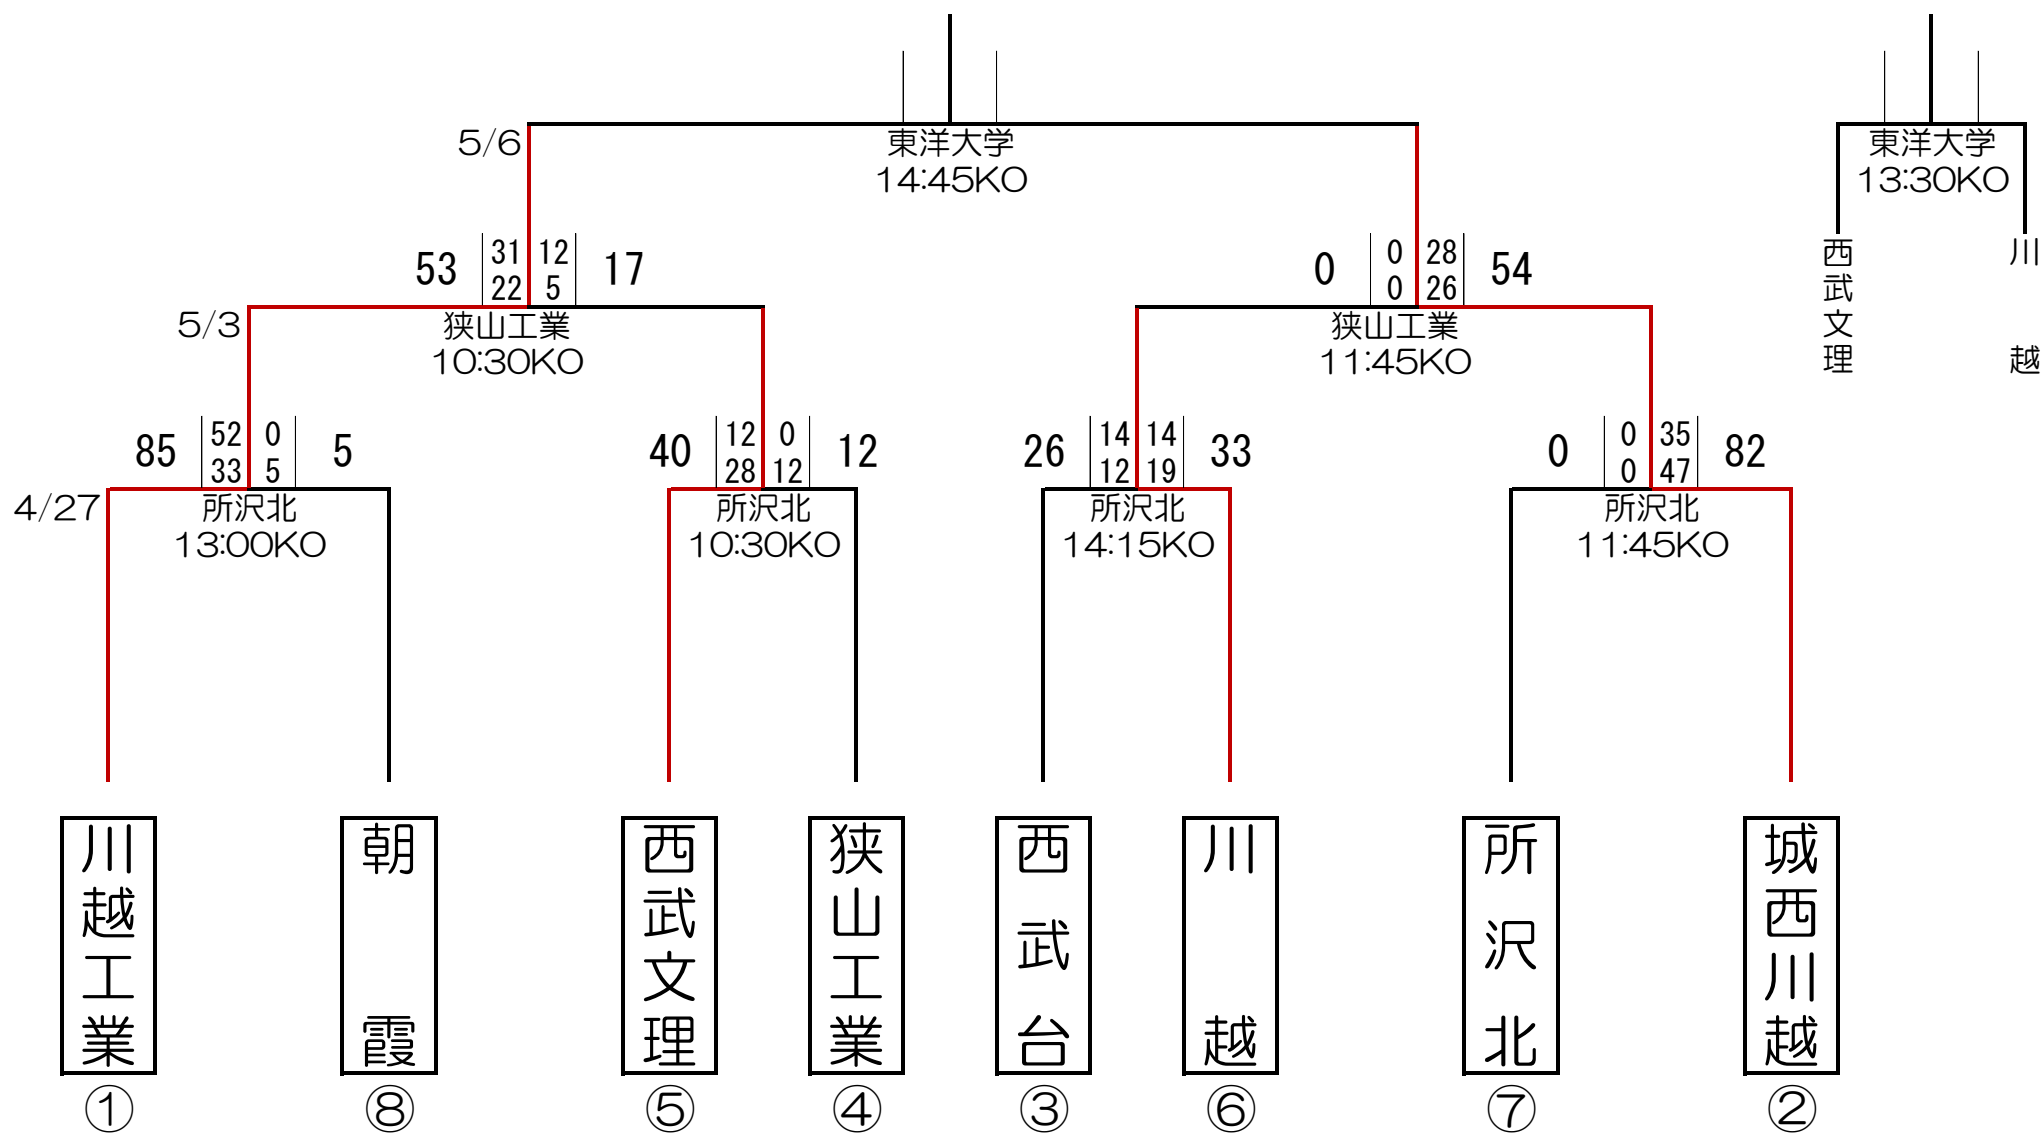 5/6
東洋大学
14:45KO
東洋大学
13:30KO
西武文理
川越
53 31 12 17
22 5
0 0 28 54
0 26
5/3
狭山工業
10:30KO
狭山工業
11:45KO
85 52 0 5
33 5
40 12 0 12
28 12
26 14 14 33
12 19
0 0 35 82
0 47
4/27
所沢北
13:00KO
所沢北
10:30KO
所沢北
14:15KO
所沢北
11:45KO
川越工業
朝霞
西武文理
狭山工業
西武台
川越
所沢北
城西川越
① ⑧ ⑤ ④ ③ ⑥ ⑦ ②